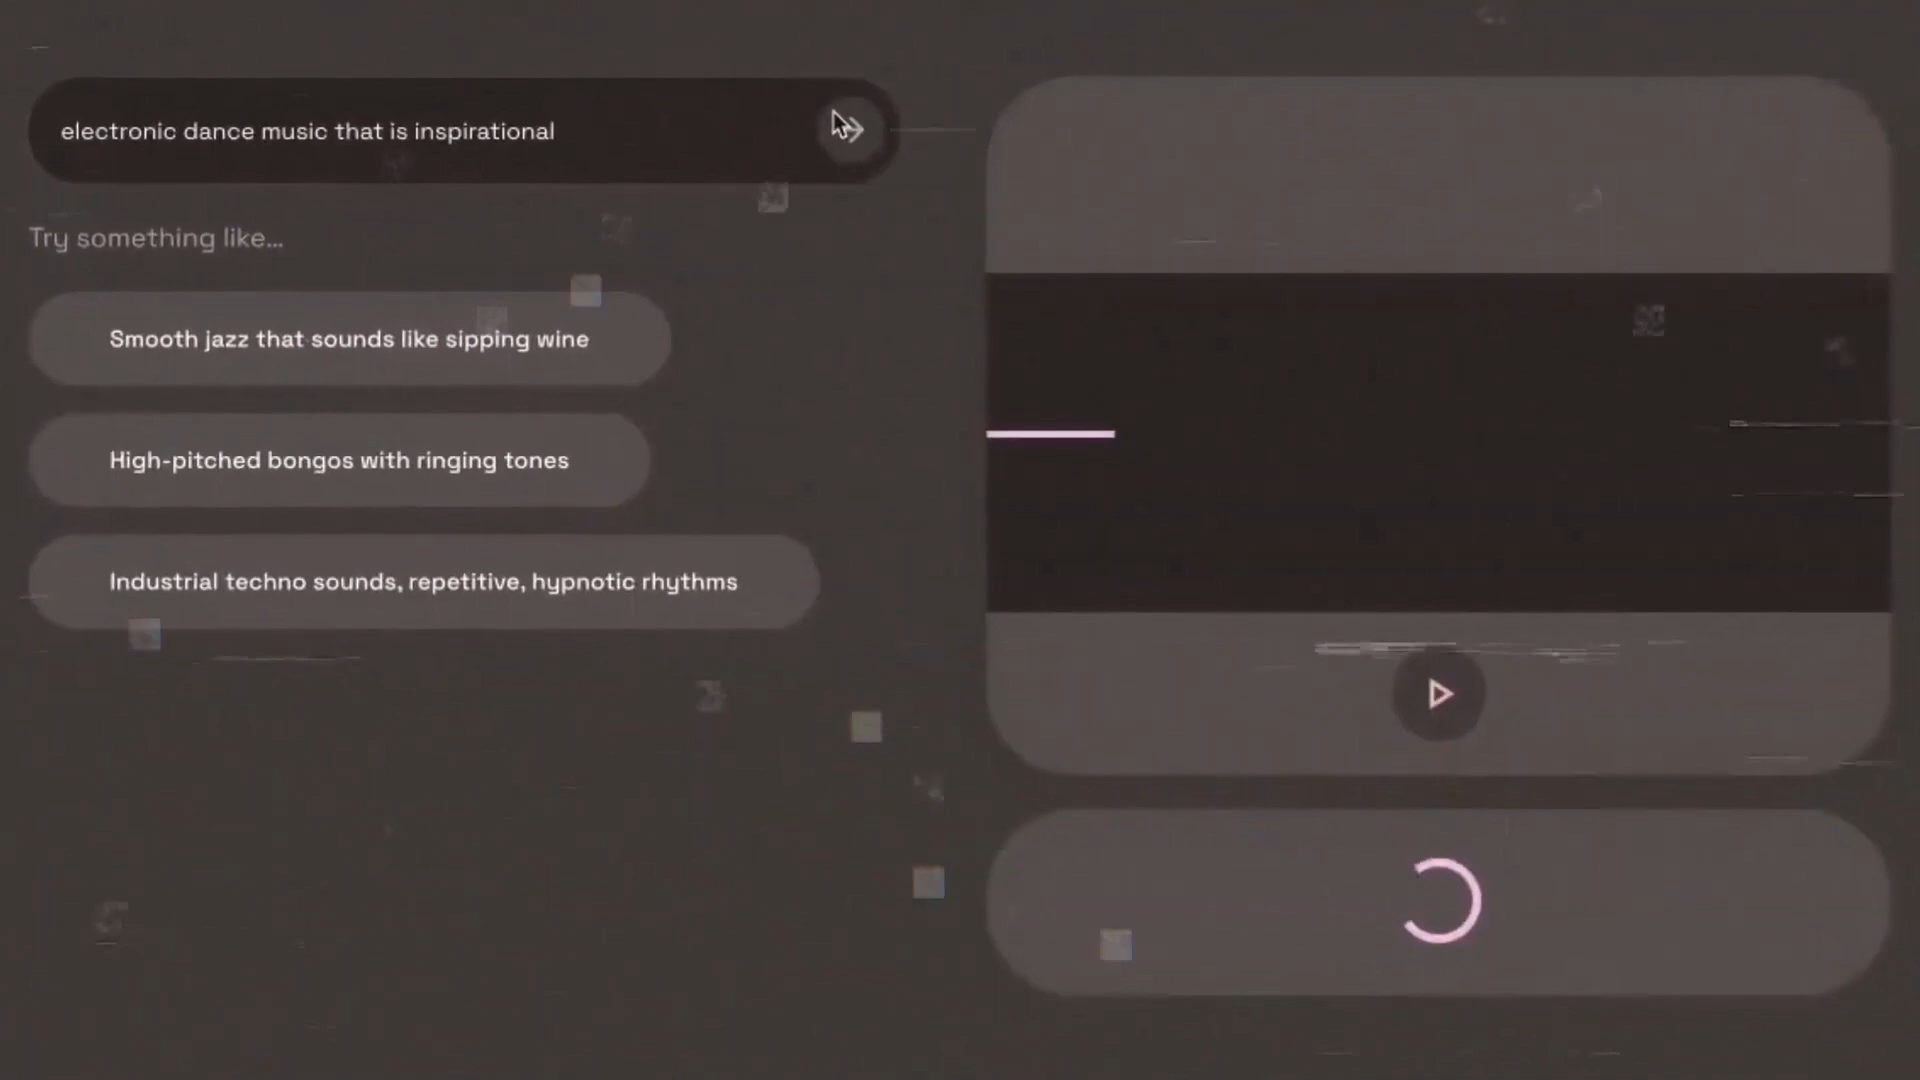 electronic dance music that is inspirational
Try something like...
Smooth jazz that sounds like sipping wine
High-pitched bongos with ringing tones
Industrial techno sounds, repetitive, hypnotic rhythms